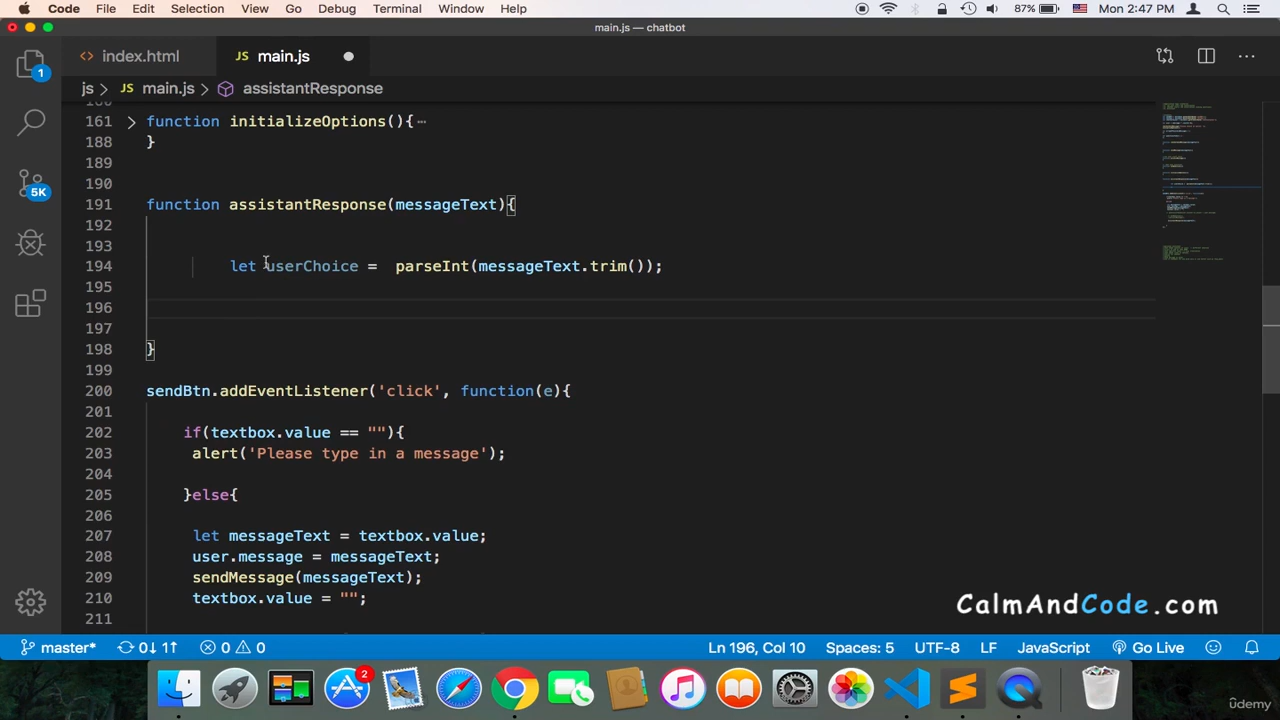 Code File Edit Selection View Go Debug Terminal Window Help 87% Mon 2:47 PM
main.js — chatbot
index.html JS main.js
js > JS main.js > assistantResponse
161 function initializeOptions(){⋯
188 }
189
190
191 function assistantResponse(messageText){
192
193
194 let userChoice = parseInt(messageText.trim());
195
196
197
198 }
199
200 sendBtn.addEventListener('click', function(e){
201
202 if(textbox.value == ""){
203 alert('Please type in a message');
204
205 }else{
206
207 let messageText = textbox.value;
208 user.message = messageText;
209 sendMessage(messageText);
210 textbox.value = "";
211
1
5K
CalmAndCode.com
master* 0↓ 1↑ 0 0 Ln 196, Col 10 Spaces: 5 UTF-8 LF JavaScript Go Live
2
ûdemy